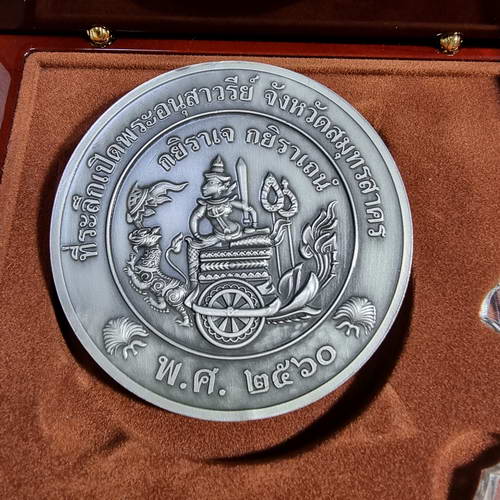 ที่ระลึกเปิดพระอนุสาวรีย์ จังหวัดสมุทรสาคร
กยิราเจ กยิราเถนํ
พ.ศ. ๒๕๖๐